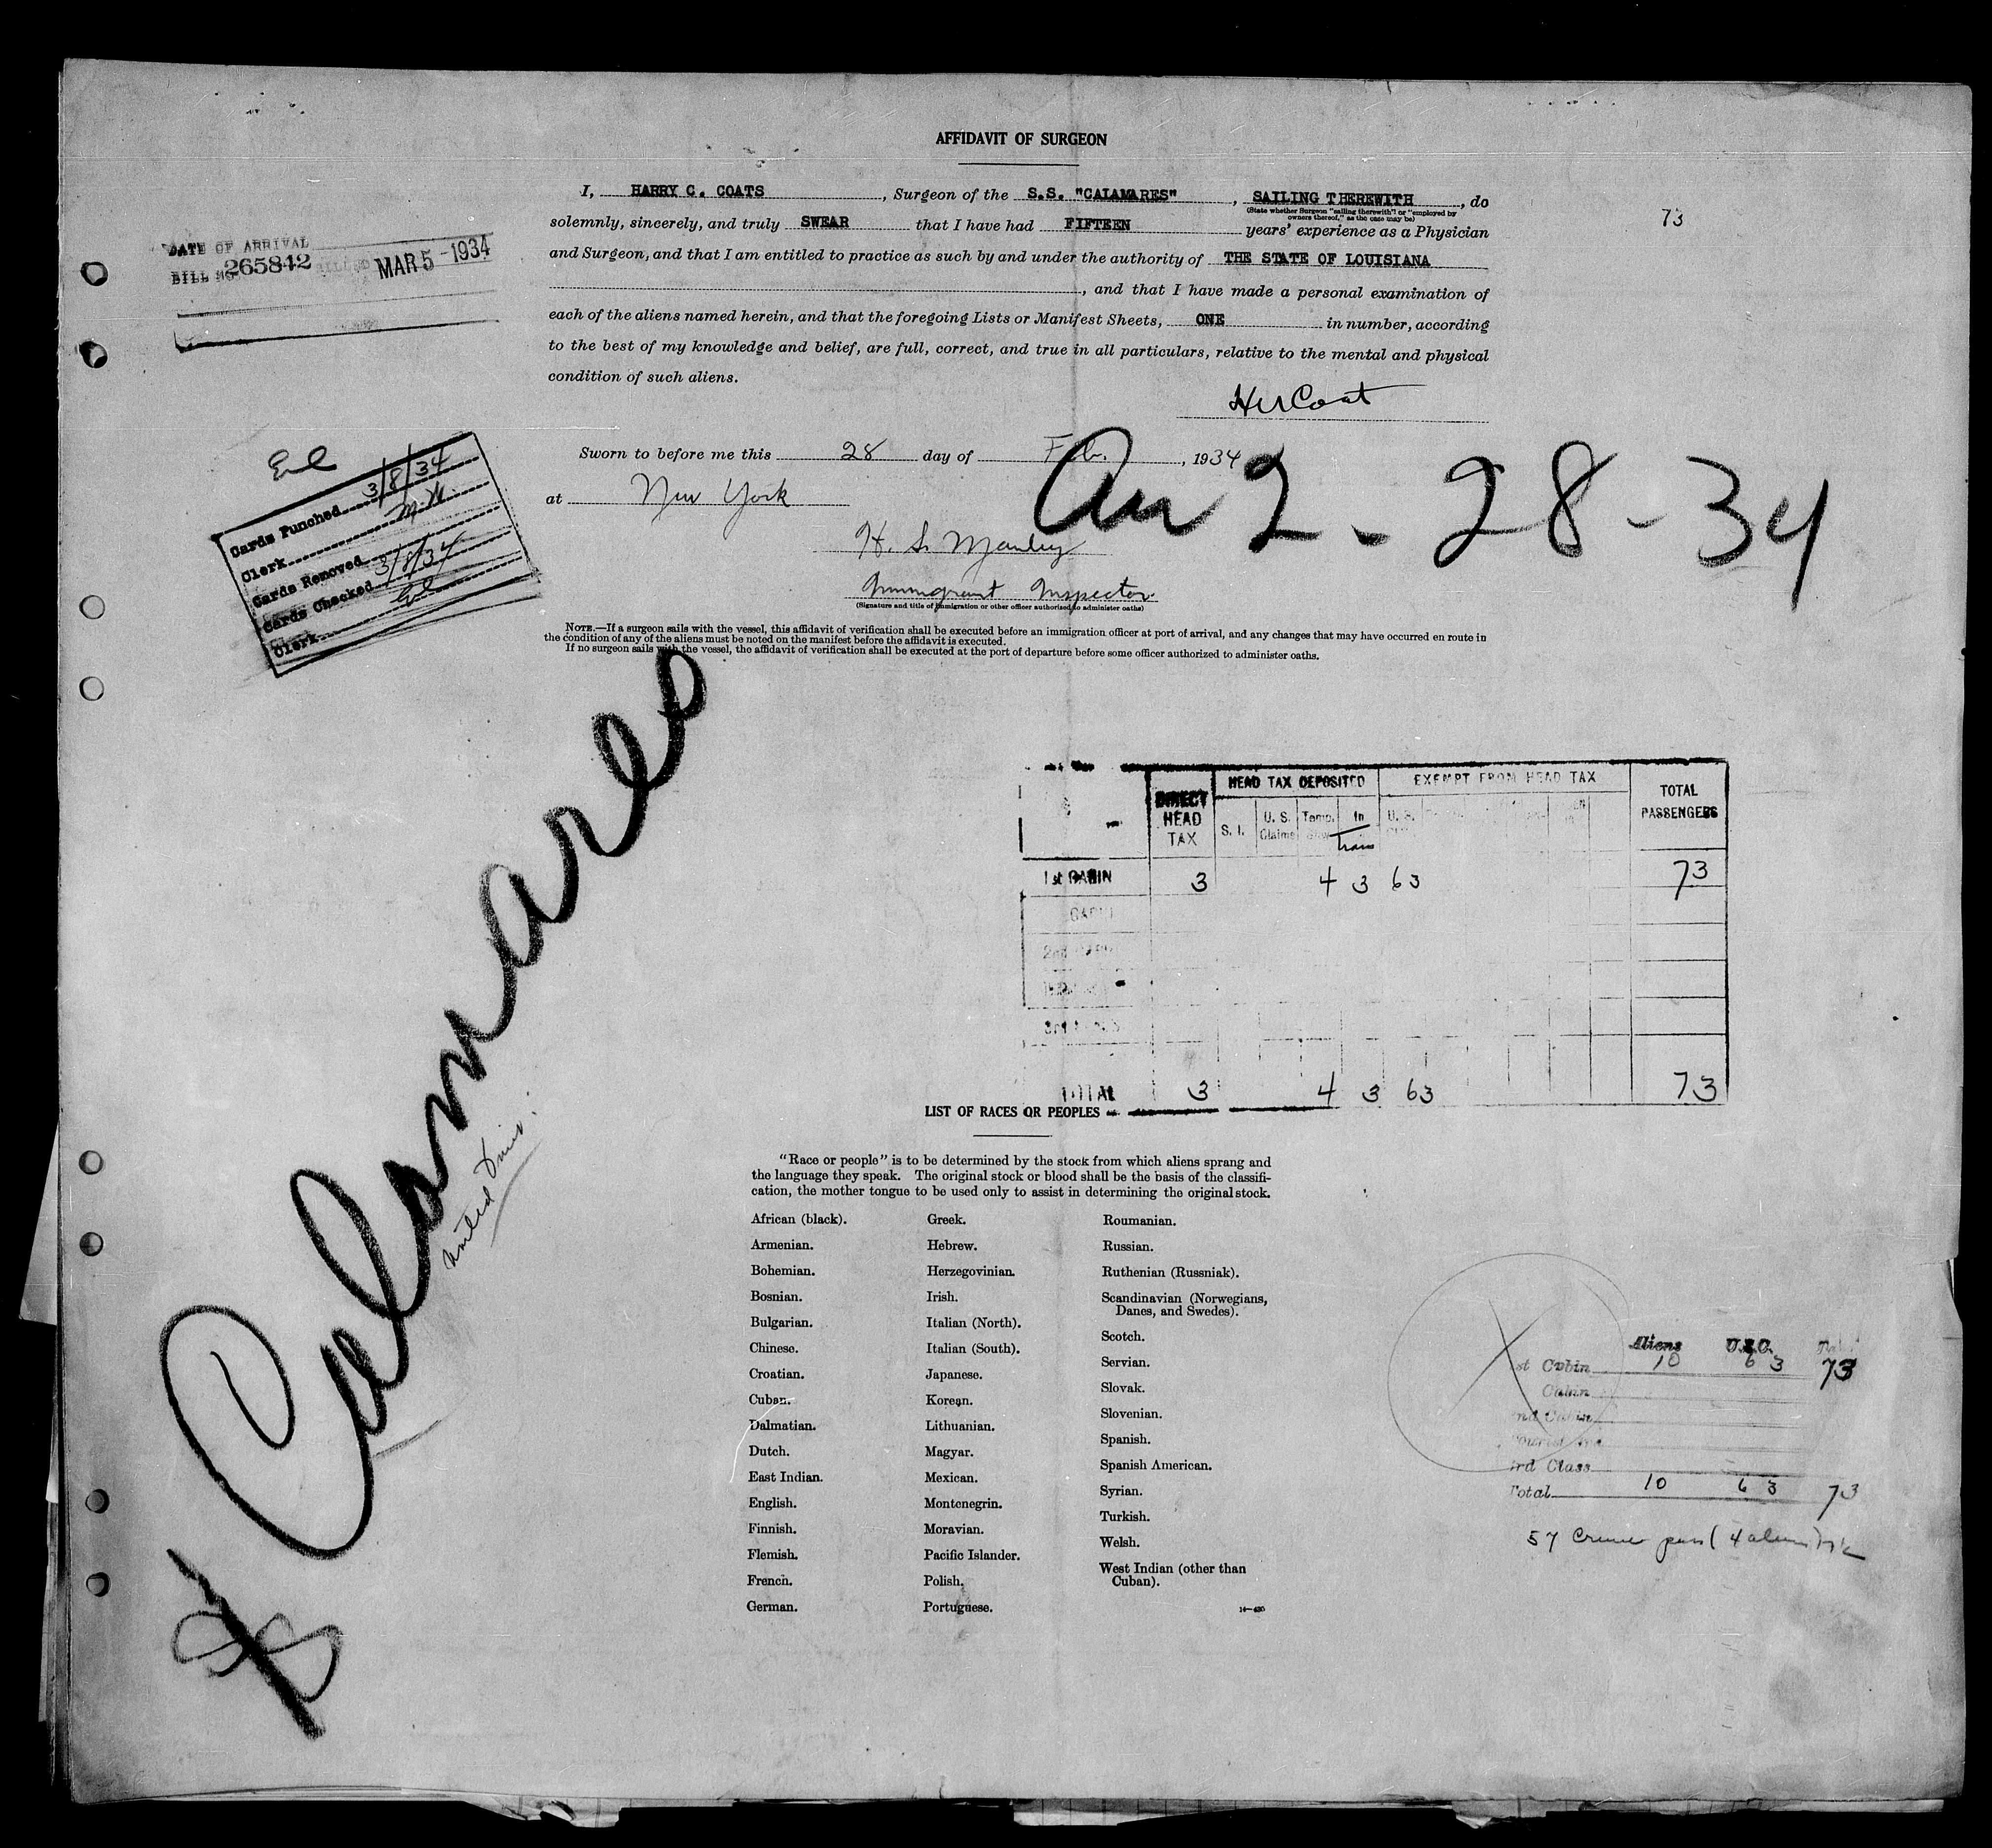 AFFIDAVIT OF SURGEON
I, HARRY C. COATS, Surgeon of the S.S. "CALAMARES", SAILING THEREWITH, do
(State whether Surgeon "sailing therewith" or "employed by
owners thereof," as the case may be)
solemnly, sincerely, and truly SWEAR that I have had FIFTEEN years' experience as a Physician
and Surgeon, and that I am entitled to practice as such by and under the authority of THE STATE OF LOUISIANA
, and that I have made a personal examination of
each of the aliens named herein, and that the foregoing Lists or Manifest Sheets, ONE in number, according
to the best of my knowledge and belief, are full, correct, and true in all particulars, relative to the mental and physical
condition of such aliens.
73
DATE OF ARRIVAL
BILL NO. 265842 MAR 5-1934
Sworn to before me this 28 day of Feb., 1934
at New York
2-28-34
Immigrant Inspector
(Signature and title of immigration or other officer authorized to administer oaths)
Cards Punched 3/8/34
Clerk M.M.
Cards Removed
Cards Checked 3/8/34
Clerk
NOTE.—If a surgeon sails with the vessel, this affidavit of verification shall be executed before an immigration officer at port of arrival, and any changes that may have occurred en route in
the condition of any of the aliens must be noted on the manifest before the affidavit is executed.
If no surgeon sails with the vessel, the affidavit of verification shall be executed at the port of departure before some officer authorized to administer oaths.
Calamares
DIRECT HEAD TAX
HEAD TAX DEPOSITED
EXEMPT FROM HEAD TAX
TOTAL PASSENGERS
S. I. U. S. Claims Temp. In Trans U. S.
1st CABIN 3 4 3 63 73
TOTAL 3 4 3 63 73
LIST OF RACES OR PEOPLES
"Race or people" is to be determined by the stock from which aliens sprang and
the language they speak. The original stock or blood shall be the basis of the classifi-
cation, the mother tongue to be used only to assist in determining the original stock.
African (black).
Armenian.
Bohemian.
Bosnian.
Bulgarian.
Chinese.
Croatian.
Cuban.
Dalmatian.
Dutch.
East Indian.
English.
Finnish.
Flemish.
French.
German.
Greek.
Hebrew.
Herzegovinian.
Irish.
Italian (North).
Italian (South).
Japanese.
Korean.
Lithuanian.
Magyar.
Mexican.
Montenegrin.
Moravian.
Pacific Islander.
Polish.
Portuguese.
Roumanian.
Russian.
Ruthenian (Russniak).
Scandinavian (Norwegians,
Danes, and Swedes).
Scotch.
Servian.
Slovak.
Slovenian.
Spanish.
Spanish American.
Syrian.
Turkish.
Welsh.
West Indian (other than
Cuban).
Aliens U.S.C.
1st Cabin 10 63 73
Cabin
2nd Cabin
3rd Class
Total 10 63 73